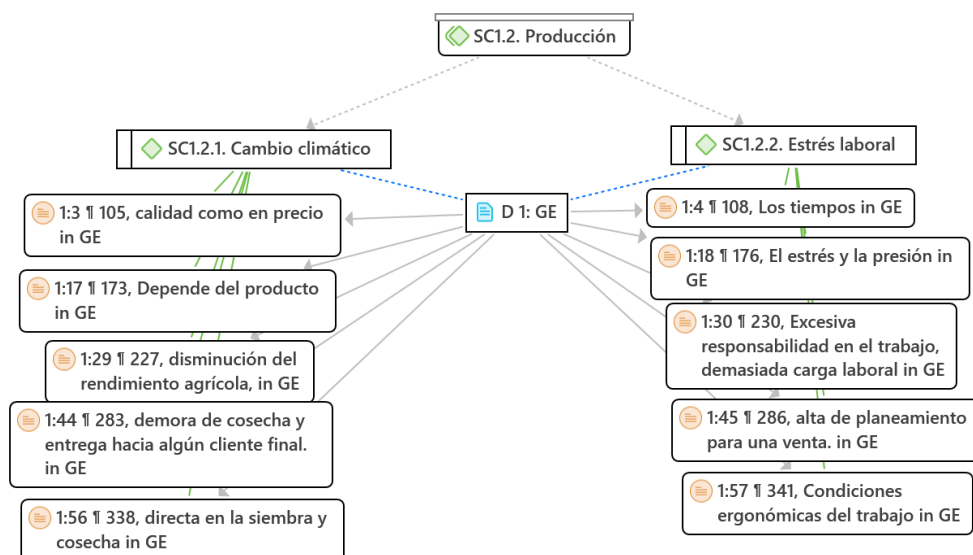 SC1.2. Producción
SC1.2.1. Cambio climático
SC1.2.2. Estrés laboral
D 1: GE
1:3 ¶ 105, calidad como en precio
in GE
1:17 ¶ 173, Depende del producto
in GE
1:29 ¶ 227, disminución del
rendimiento agrícola, in GE
1:44 ¶ 283, demora de cosecha y
entrega hacia algún cliente final.
in GE
1:56 ¶ 338, directa en la siembra y
cosecha in GE
1:4 ¶ 108, Los tiempos in GE
1:18 ¶ 176, El estrés y la presión in
GE
1:30 ¶ 230, Excesiva
responsabilidad en el trabajo,
demasiada carga laboral in GE
1:45 ¶ 286, alta de planeamiento
para una venta. in GE
1:57 ¶ 341, Condiciones
ergonómicas del trabajo in GE